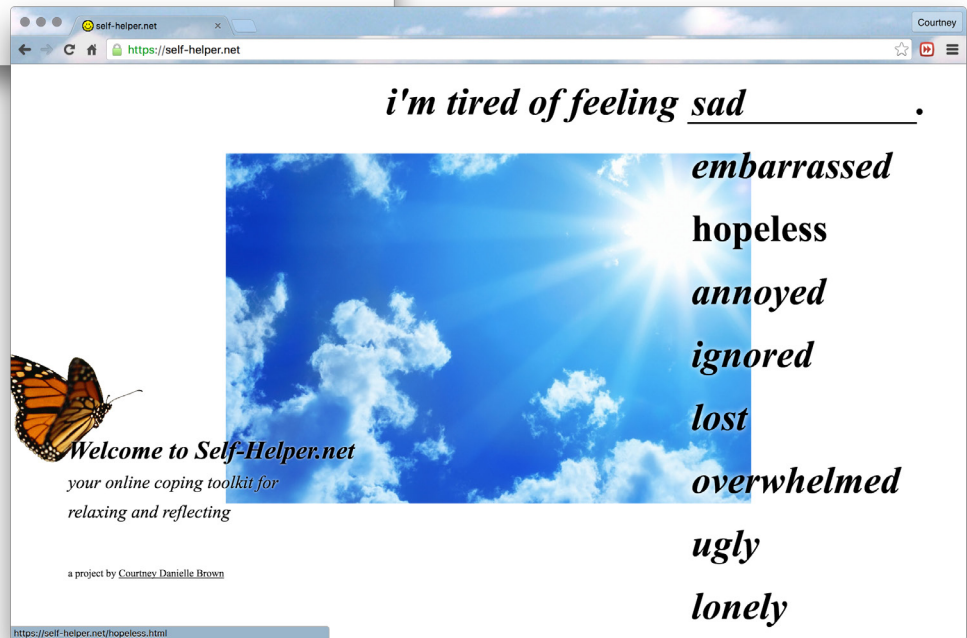 self-helper.net
Courtney
https://self-helper.net
i'm tired of feeling sad .
embarrassed
hopeless
annoyed
ignored
lost
overwhelmed
ugly
lonely
Welcome to Self-Helper.net
your online coping toolkit for
relaxing and reflecting
a project by Courtney Danielle Brown
https://self-helper.net/hopeless.html